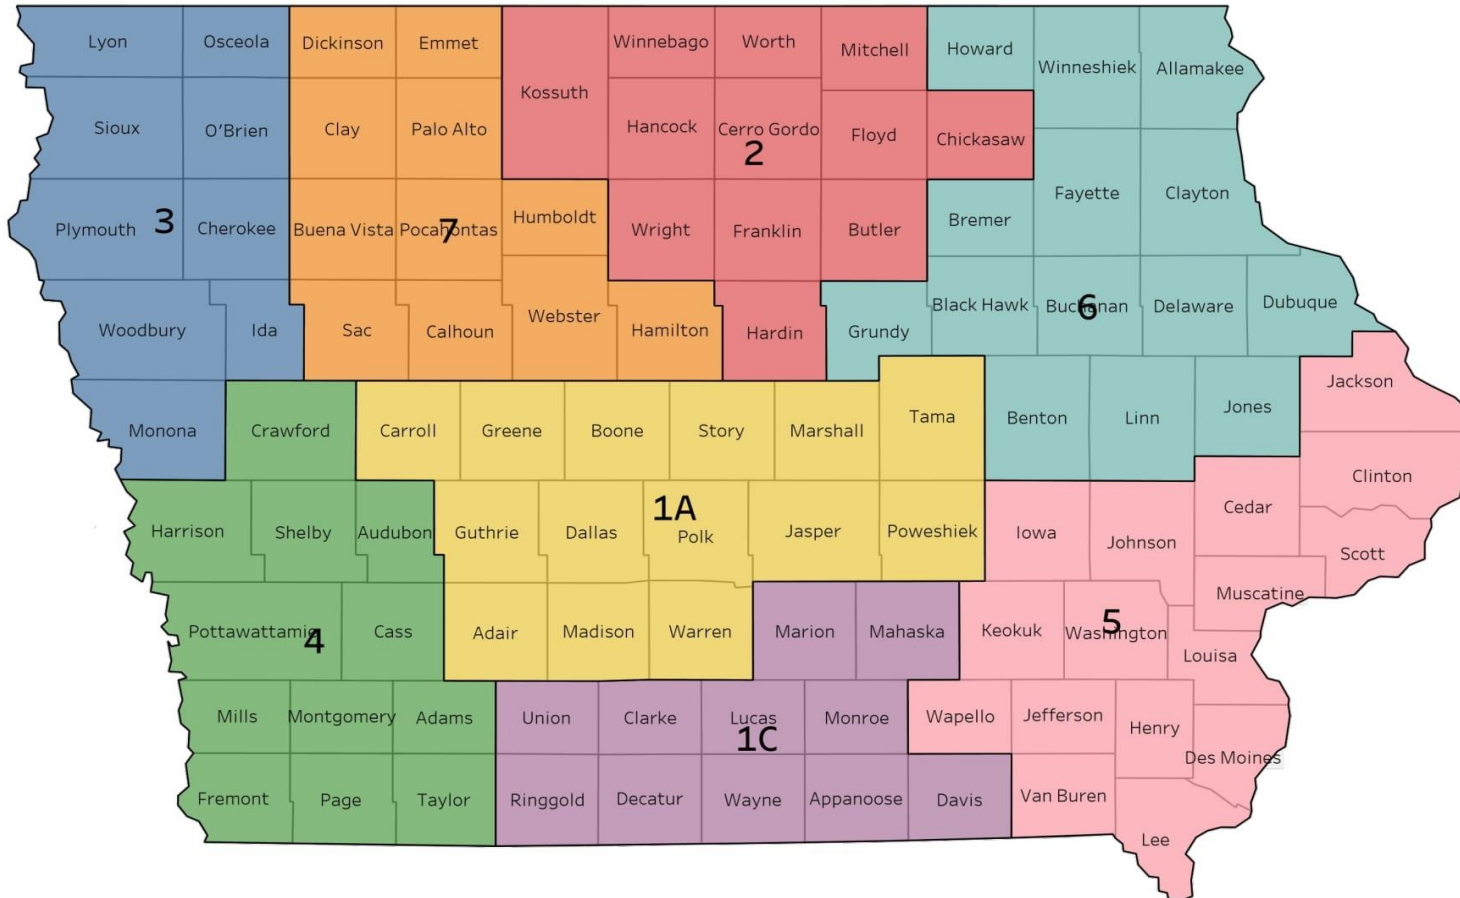 Lyon
Osceola
Dickinson
Emmet
Kossuth
Winnebago
Worth
Mitchell
Howard
Winneshiek
Allamakee
Sioux
O'Brien
Clay
Palo Alto
Hancock
Cerro Gordo
Floyd
Chickasaw
2
Fayette
Clayton
Plymouth
3
Cherokee
Buena Vista
Pocahontas
7
Humboldt
Wright
Franklin
Butler
Bremer
Woodbury
Ida
Sac
Calhoun
Webster
Hamilton
Hardin
Grundy
Black Hawk
Buchanan
6
Delaware
Dubuque
Jackson
Monona
Crawford
Carroll
Greene
Boone
Story
Marshall
Tama
Benton
Linn
Jones
Clinton
Harrison
Shelby
Audubon
Guthrie
Dallas
1A
Polk
Jasper
Poweshiek
Iowa
Johnson
Cedar
Scott
Muscatine
Pottawattamie
4
Cass
Adair
Madison
Warren
Marion
Mahaska
Keokuk
Washington
5
Louisa
Mills
Montgomery
Adams
Union
Clarke
Lucas
1C
Monroe
Wapello
Jefferson
Henry
Des Moines
Fremont
Page
Taylor
Ringgold
Decatur
Wayne
Appanoose
Davis
Van Buren
Lee